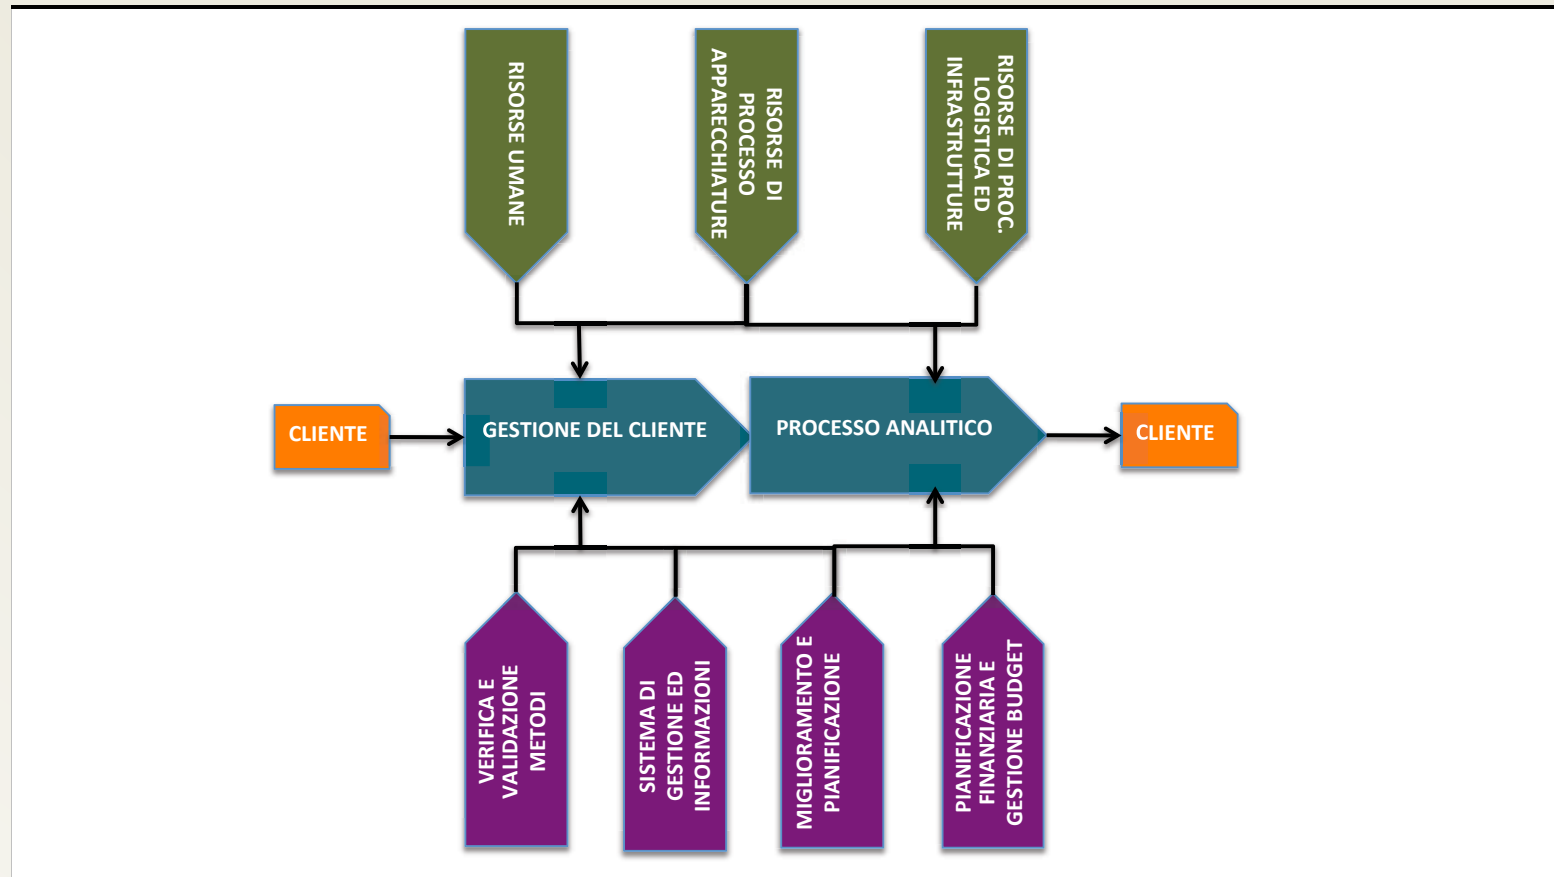 RISORSE UMANE
RISORSE DI
PROCESSO
APPARECCHIATURE
RISORSE DI PROC.
LOGISTICA ED
INFRASTRUTTURE
CLIENTE
GESTIONE DEL CLIENTE
PROCESSO ANALITICO
CLIENTE
VERIFICA E
VALIDAZIONE
METODI
SISTEMA DI
GESTIONE ED
INFORMAZIONI
MIGLIORAMENTO E
PIANIFICAZIONE
PIANIFICAZIONE
FINANZIARIA E
GESTIONE BUDGET